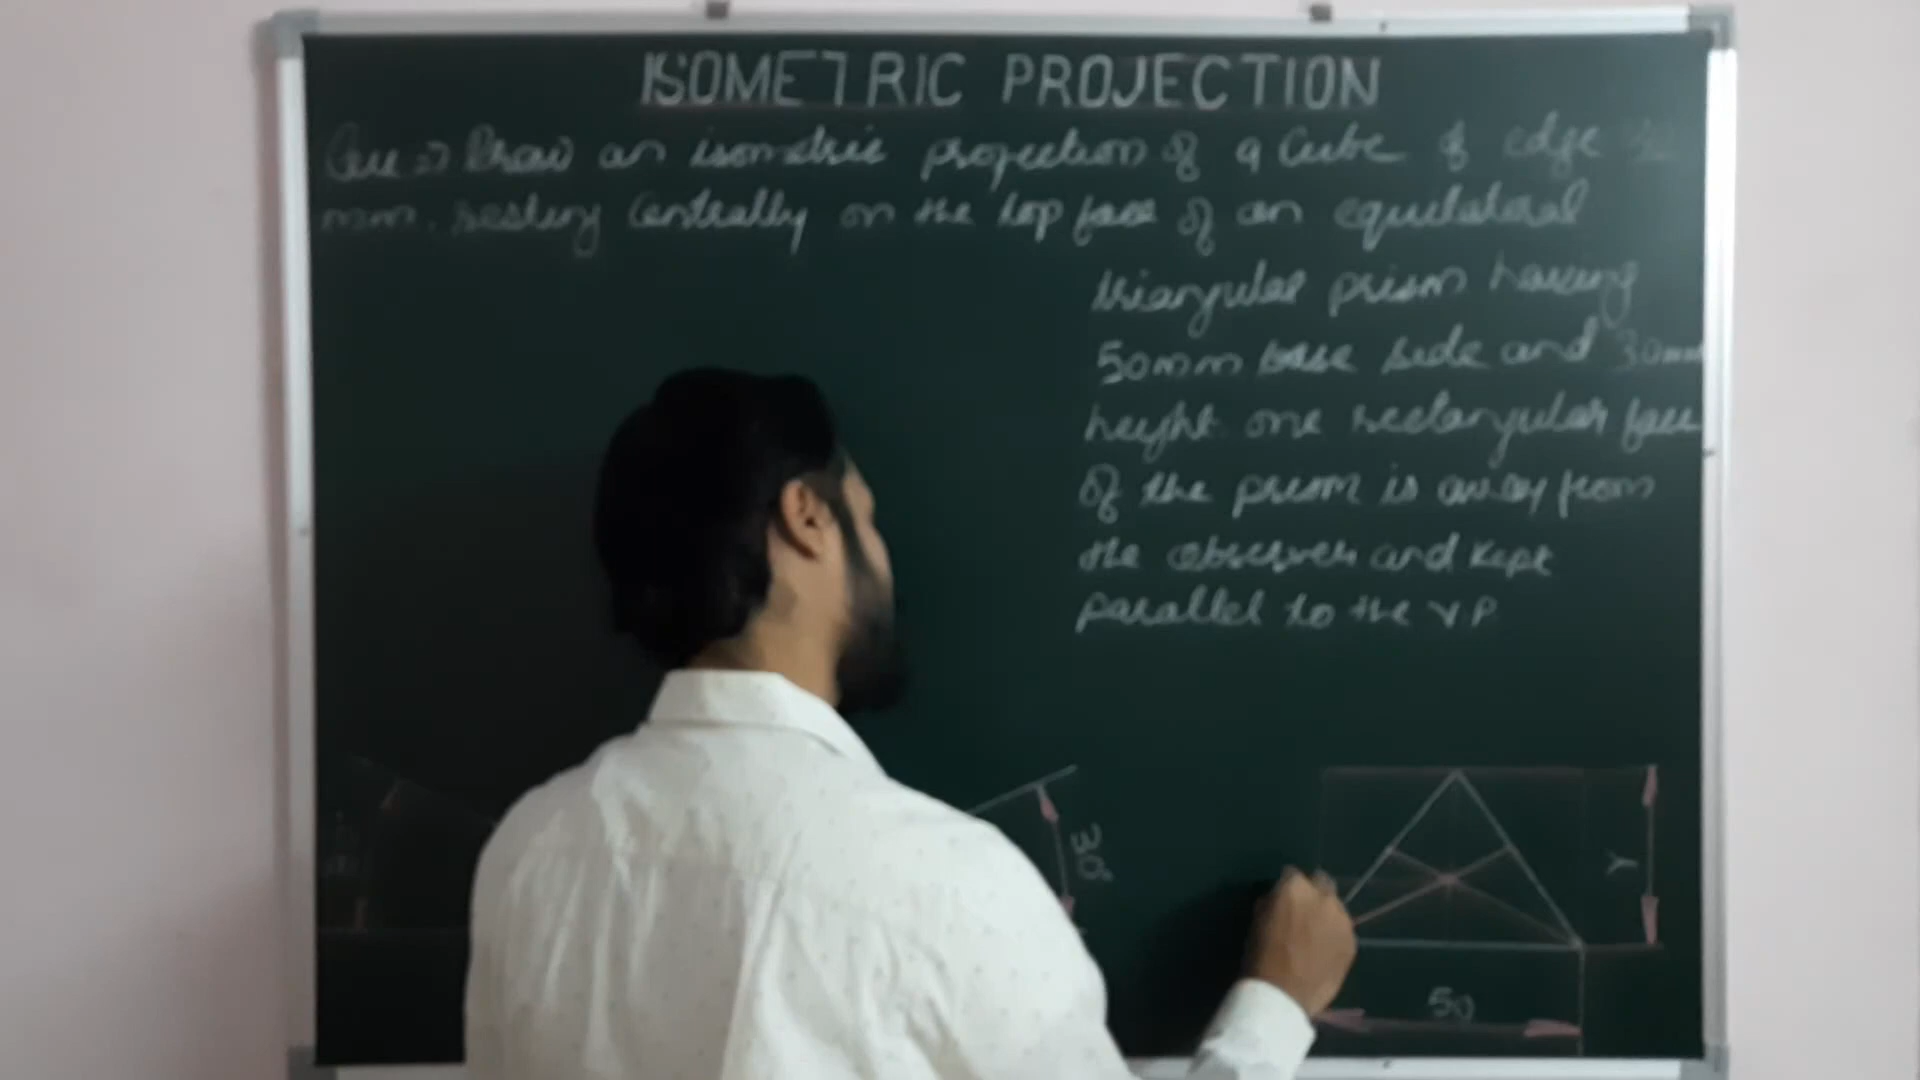 ISOMETRIC PROJECTION
Que => Draw an isometric projection of a Cube of edge
mm. resting Centrally on the top face of an equilateral
triangular prism having
50mm base side and 30mm
height one rectangular face
of the prism is away from
the observer and kept
parallel to the V.P
30°
Y
50